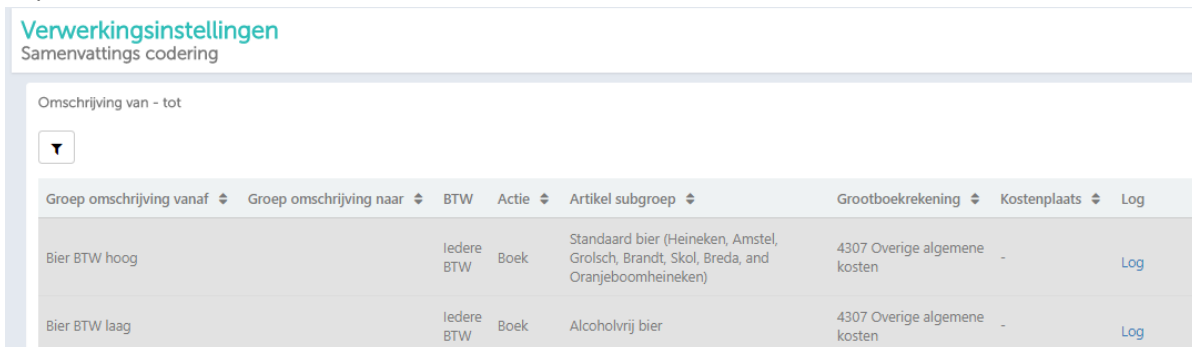 Verwerkingsinstellingen
Samenvattings codering
Omschrijving van - tot
Groep omschrijving vanaf Groep omschrijving naar BTW Actie Artikel subgroep Grootboekrekening Kostenplaats Log
Bier BTW hoog
Iedere
BTW
Boek
Standaard bier (Heineken, Amstel,
Grolsch, Brandt, Skol, Breda, and
Oranjeboomheineken)
4307 Overige algemene
kosten
-
Log
Bier BTW laag
Iedere
BTW
Boek
Alcoholvrij bier
4307 Overige algemene
kosten
-
Log